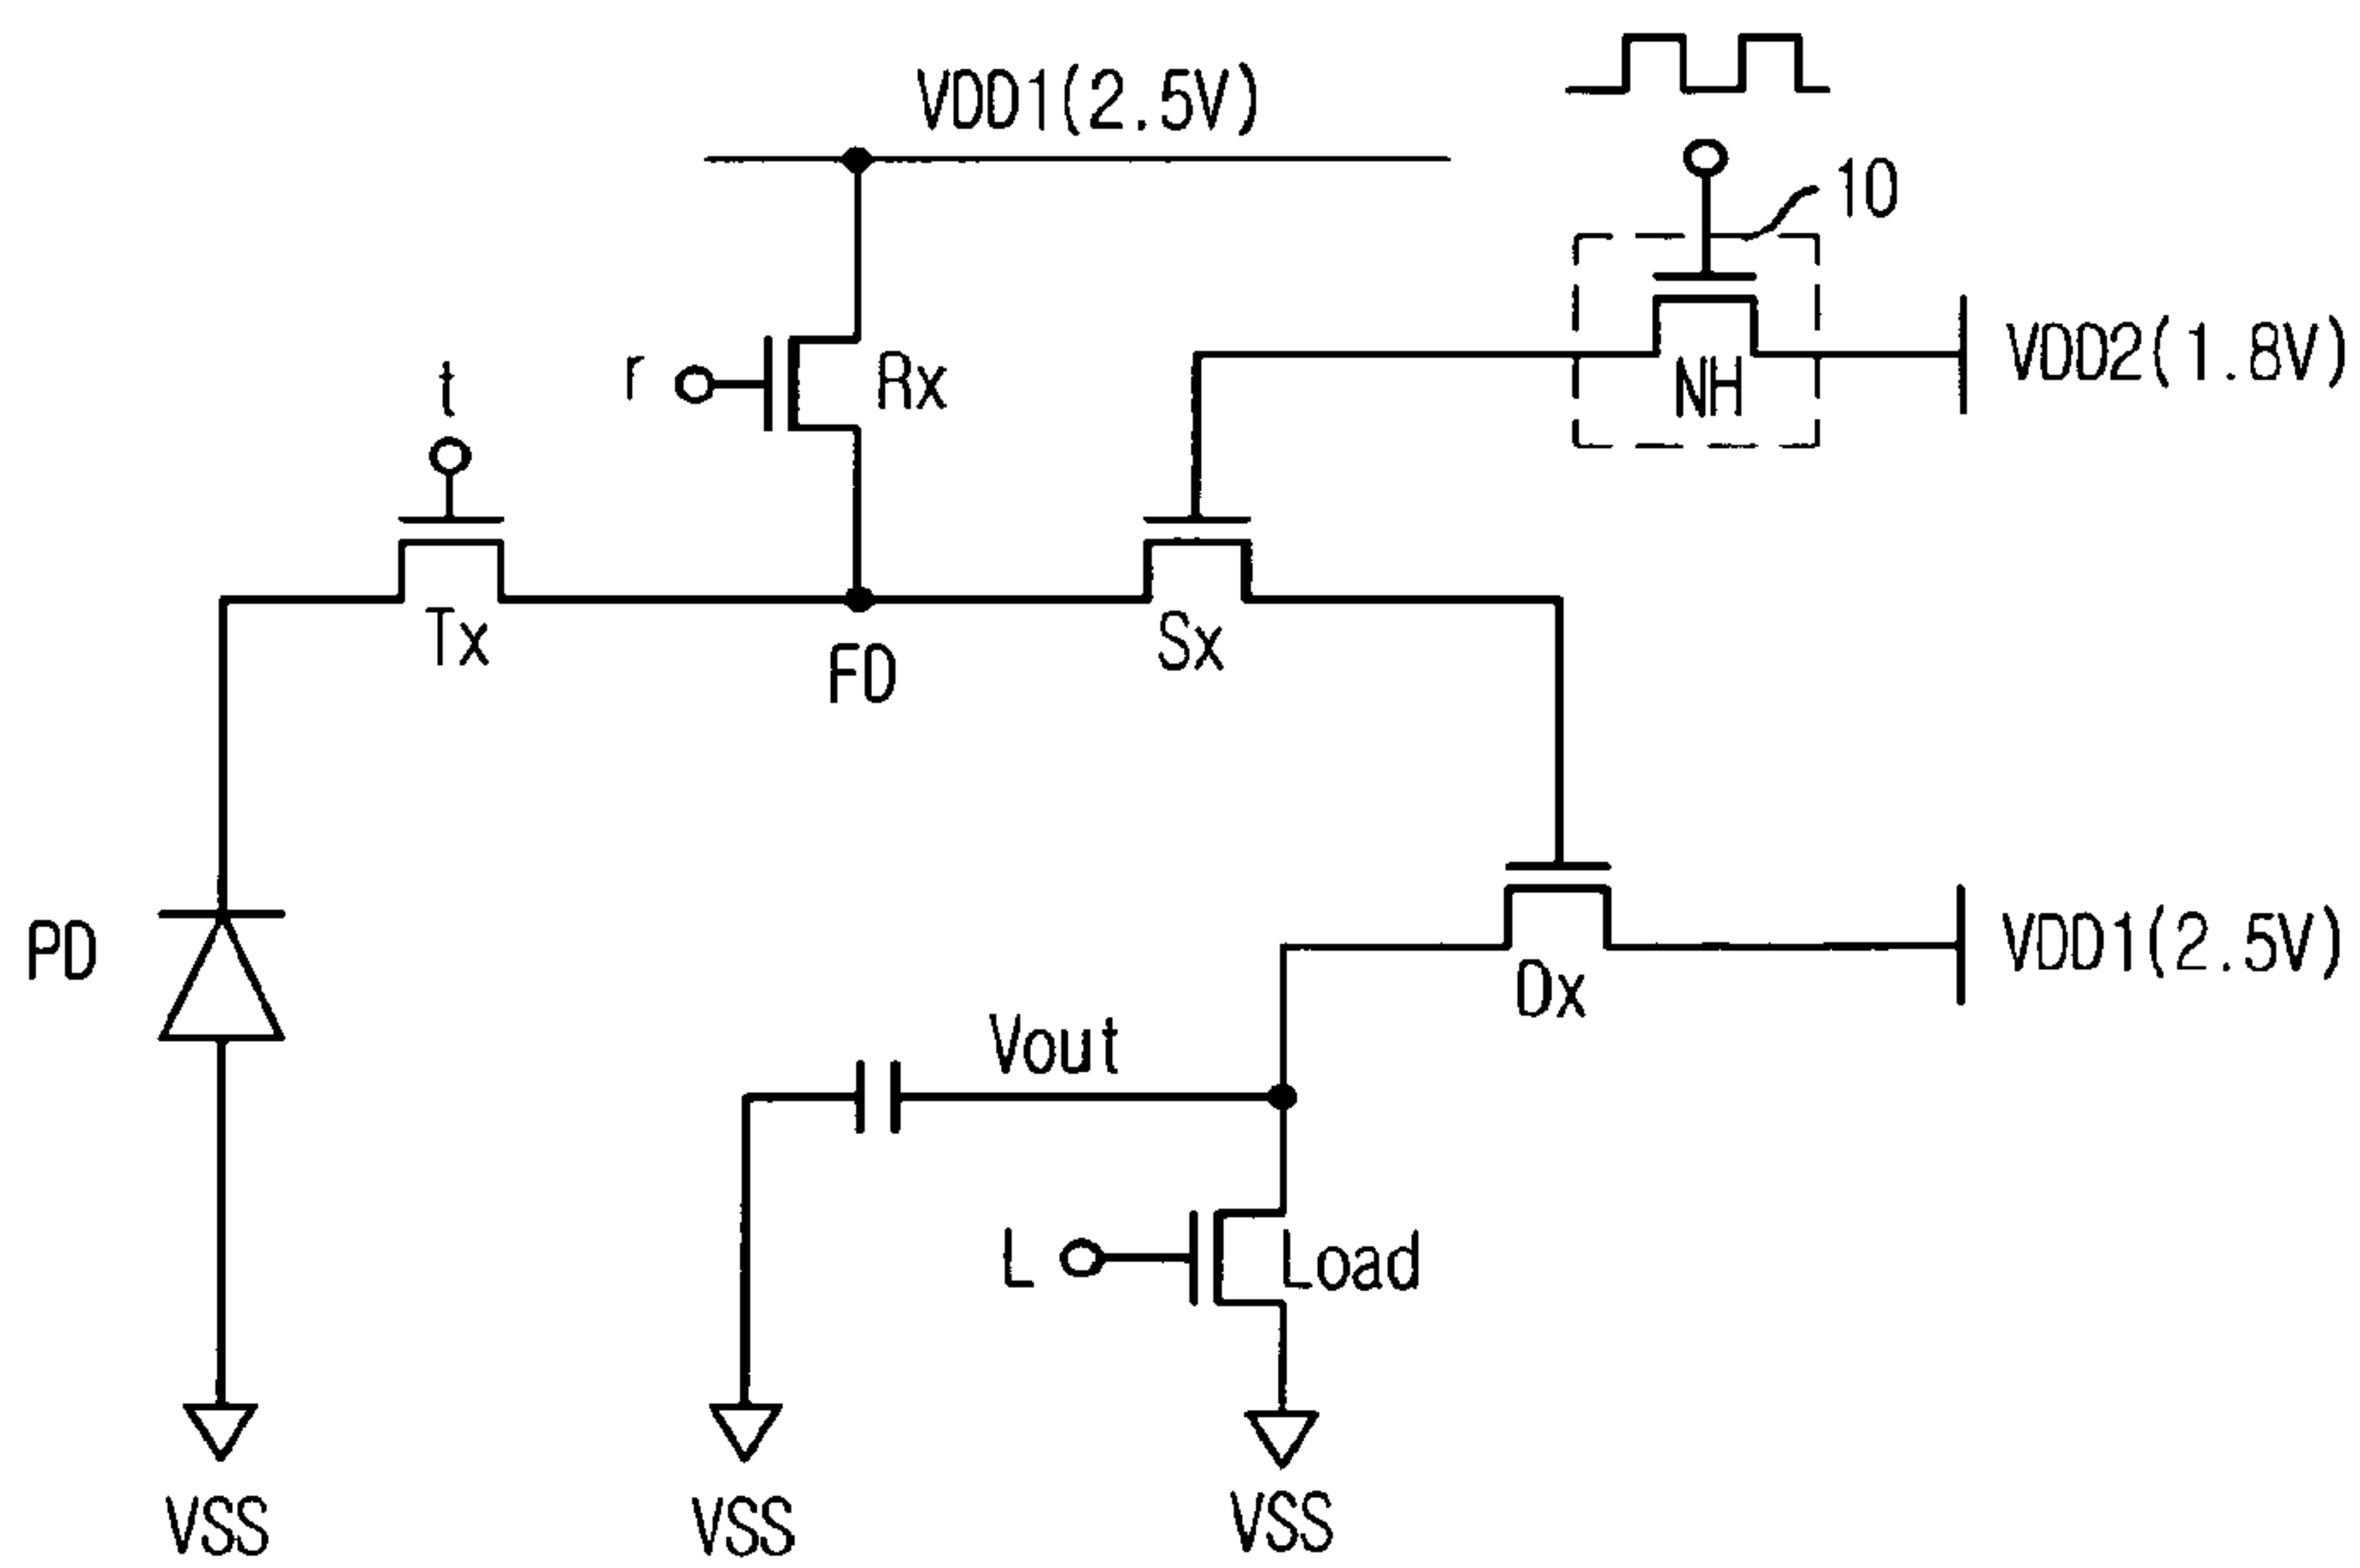 VDD1(2.5V)
10
VDD2(1.8V)
NH
r
Rx
t
Tx
FD
Sx
PD
Dx
VDD1(2.5V)
Vout
L
Load
VSS
VSS
VSS